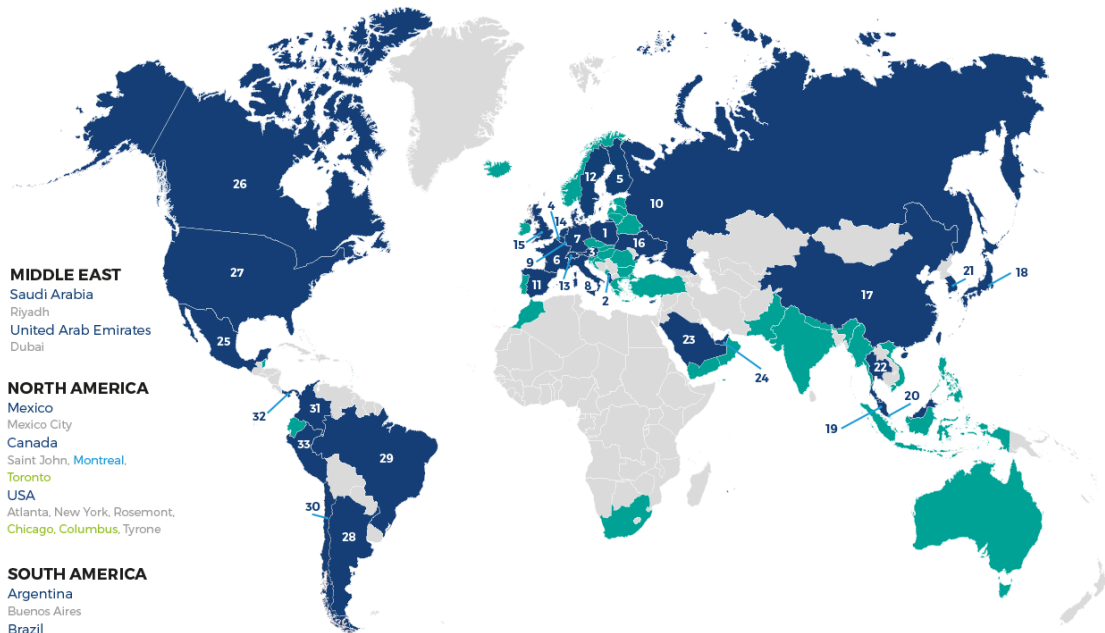 MIDDLE EAST
Saudi Arabia
Riyadh
United Arab Emirates
Dubai
NORTH AMERICA
Mexico
Mexico City
Canada
Saint John, Montreal,
Toronto
USA
Atlanta, New York, Rosemont,
Chicago, Columbus, Tyrone
SOUTH AMERICA
Argentina
Buenos Aires
Brazil
26
27
25
32
31
33
29
30
28
12
5
4
14
10
15
7
1
16
9
6
3
11
13
8
2
17
21
18
23
24
22
20
19